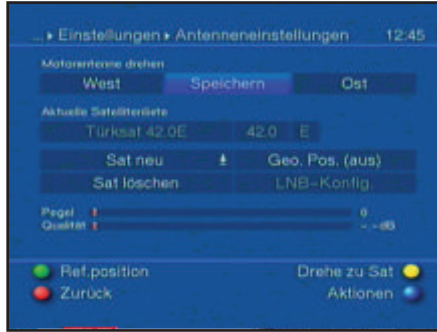 ...▸ Einstellungen ▸ Antenneneinstellungen 12:45
Motorantenne drehen
West Speichern Ost
Aktuelle Satellitenliste
Türksat 42.0E 42.0 E
Sat neu Geo. Pos. (aus)
Sat löschen LNB-Konfig.
Pegel 0
Qualität -.-dB
Ref.position Drehe zu Sat
Zurück Aktionen